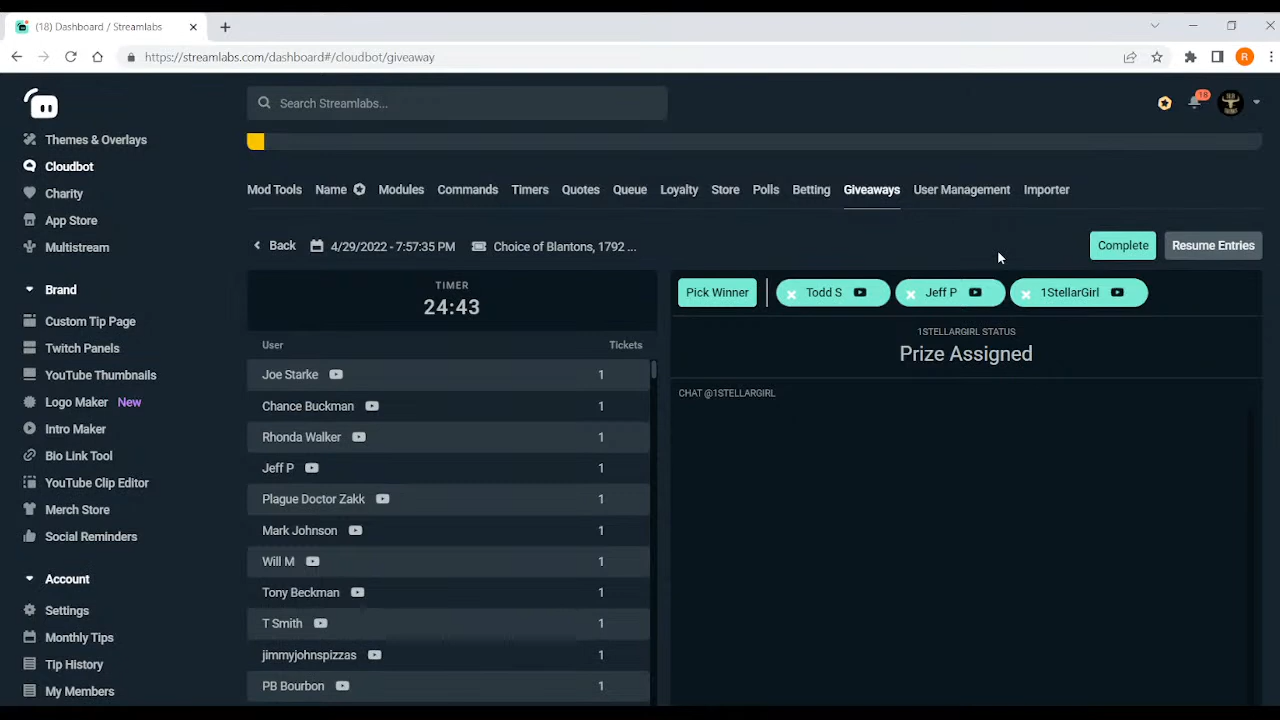 (18) Dashboard / Streamlabs
https://streamlabs.com/dashboard#/cloudbot/giveaway
R
Search Streamlabs...
18
Themes & Overlays
Cloudbot
Charity
App Store
Multistream
Brand
Custom Tip Page
Twitch Panels
YouTube Thumbnails
Logo Maker New
Intro Maker
Bio Link Tool
YouTube Clip Editor
Merch Store
Social Reminders
Account
Settings
Monthly Tips
Tip History
My Members
Mod Tools Name Modules Commands Timers Quotes Queue Loyalty Store Polls Betting Giveaways User Management Importer
Back 4/29/2022 - 7:57:35 PM Choice of Blantons, 1792 ... Complete Resume Entries
TIMER
24:43
User Tickets
Joe Starke 1
Chance Buckman 1
Rhonda Walker 1
Jeff P 1
Plague Doctor Zakk 1
Mark Johnson 1
Will M 1
Tony Beckman 1
T Smith 1
jimmyjohnspizzas 1
PB Bourbon 1
Pick Winner Todd S Jeff P 1StellarGirl
1STELLARGIRL STATUS
Prize Assigned
CHAT @1STELLARGIRL